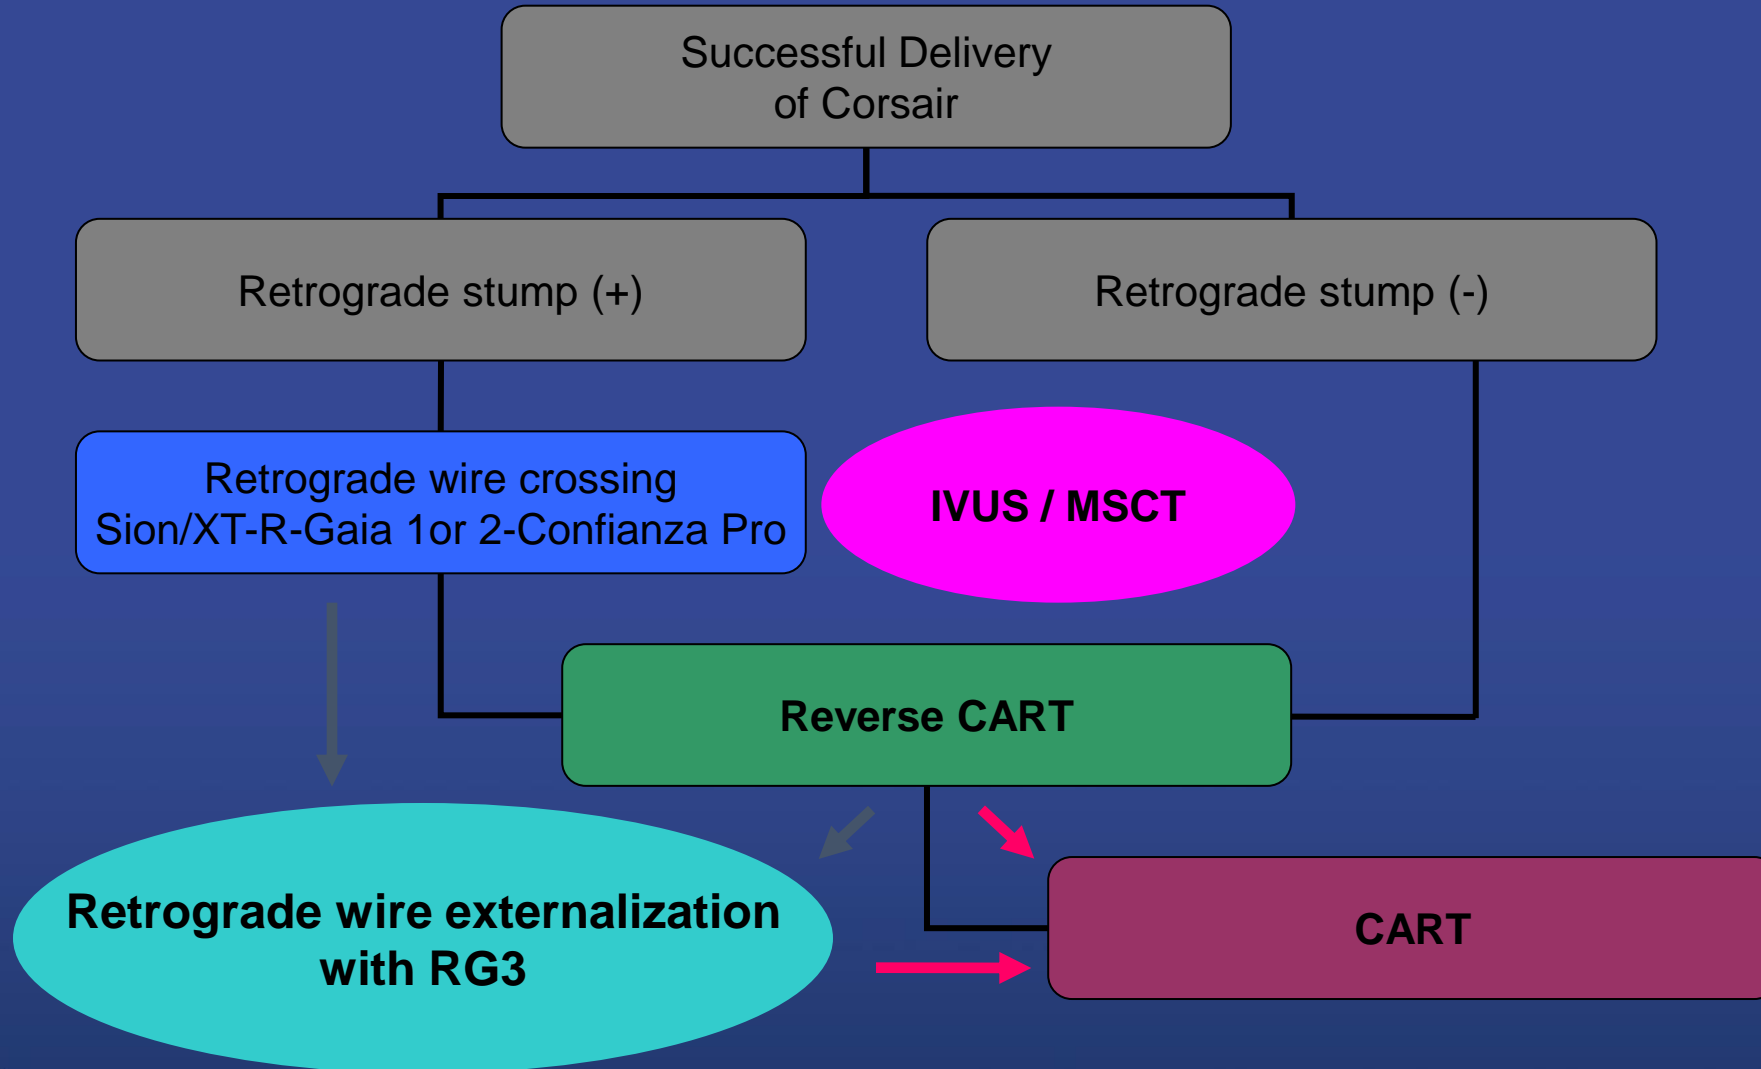 Successful Delivery
of Corsair
Retrograde stump (+)
Retrograde stump (-)
Retrograde wire crossing
Sion/XT-R-Gaia 1or 2-Confianza Pro
IVUS / MSCT
Reverse CART
Retrograde wire externalization
with RG3
CART